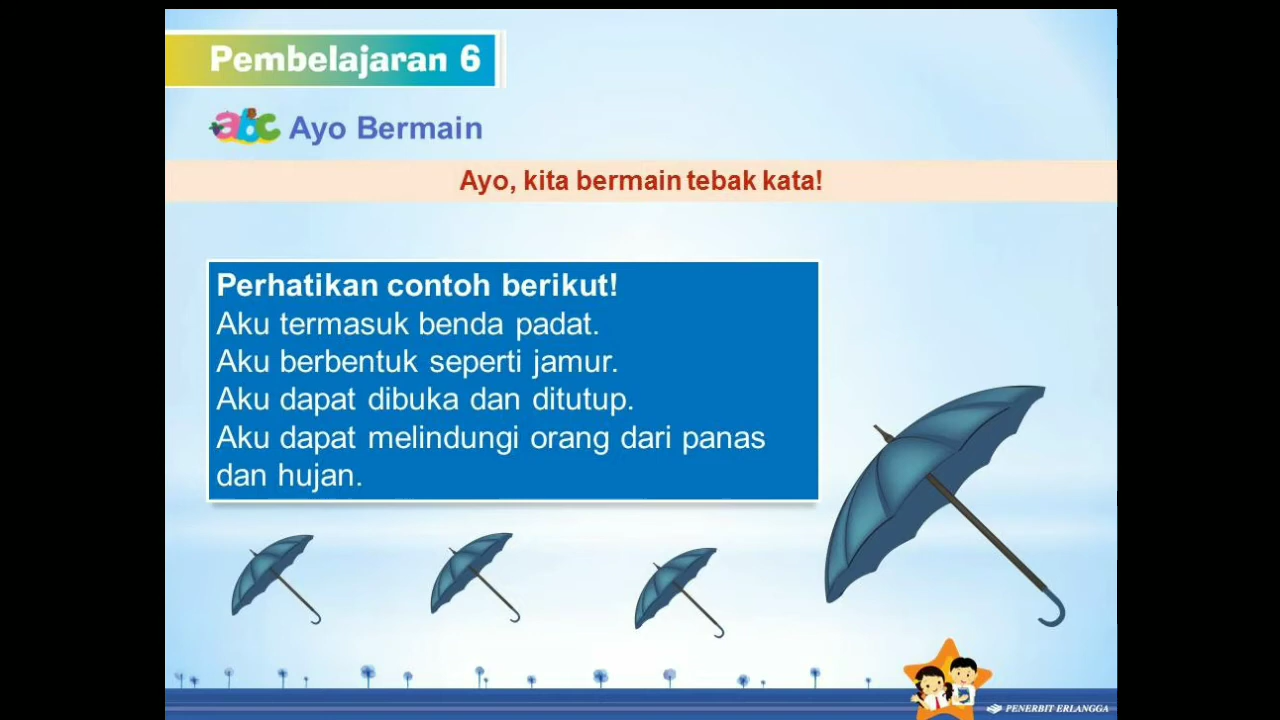 Pembelajaran 6
abc Ayo Bermain
Ayo, kita bermain tebak kata!
Perhatikan contoh berikut!
Aku termasuk benda padat.
Aku berbentuk seperti jamur.
Aku dapat dibuka dan ditutup.
Aku dapat melindungi orang dari panas
dan hujan.
PENERBIT ERLANGGA